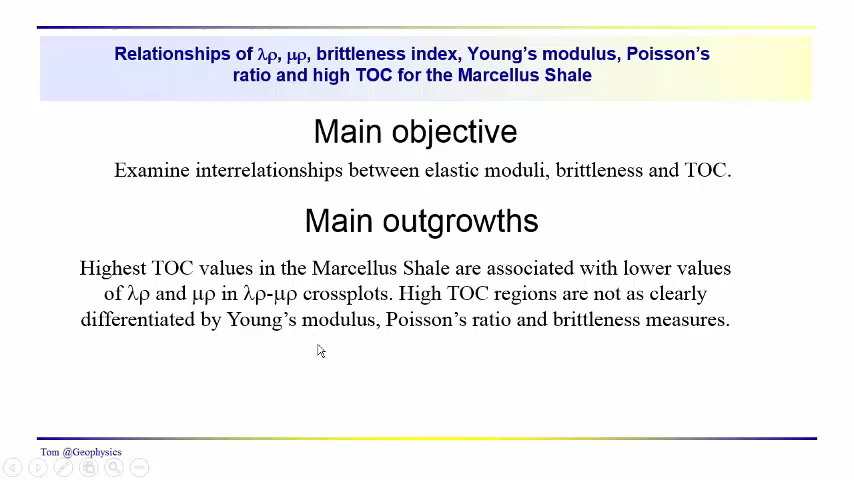 Relationships of λρ, μρ, brittleness index, Young's modulus, Poisson's
ratio and high TOC for the Marcellus Shale
Main objective
Examine interrelationships between elastic moduli, brittleness and TOC.
Main outgrowths
Highest TOC values in the Marcellus Shale are associated with lower values
of λρ and μρ in λρ-μρ crossplots. High TOC regions are not as clearly
differentiated by Young's modulus, Poisson's ratio and brittleness measures.
Tom @Geophysics